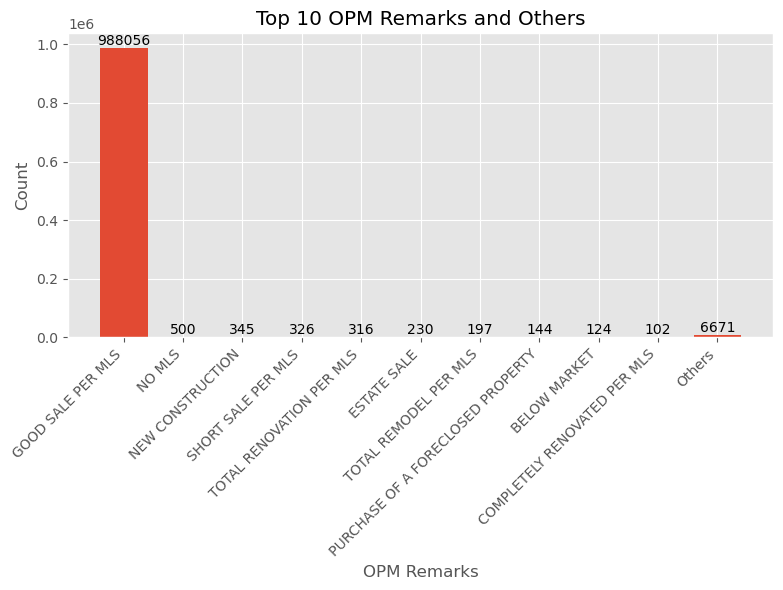 Top 10 OPM Remarks and Others
1e6
1.0
0.8
0.6
0.4
0.2
0.0
Count
988056
500
345
326
316
230
197
144
124
102
6671
GOOD SALE PER MLS
NO MLS
NEW CONSTRUCTION
SHORT SALE PER MLS
TOTAL RENOVATION PER MLS
ESTATE SALE
TOTAL REMODEL PER MLS
PURCHASE OF A FORECLOSED PROPERTY
BELOW MARKET
COMPLETELY RENOVATED PER MLS
Others
OPM Remarks